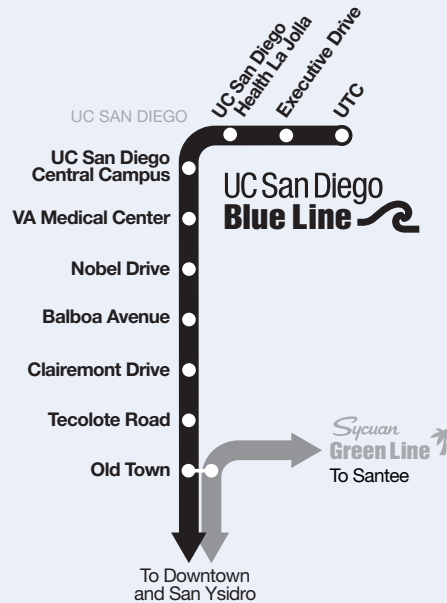 UC San Diego
Health La Jolla
Executive Drive
UTC
UC SAN DIEGO
UC San Diego
Central Campus
VA Medical Center
Nobel Drive
Balboa Avenue
Clairemont Drive
Tecolote Road
Old Town
UC San Diego
Blue Line
Sycuan
Green Line
To Santee
To Downtown
and San Ysidro